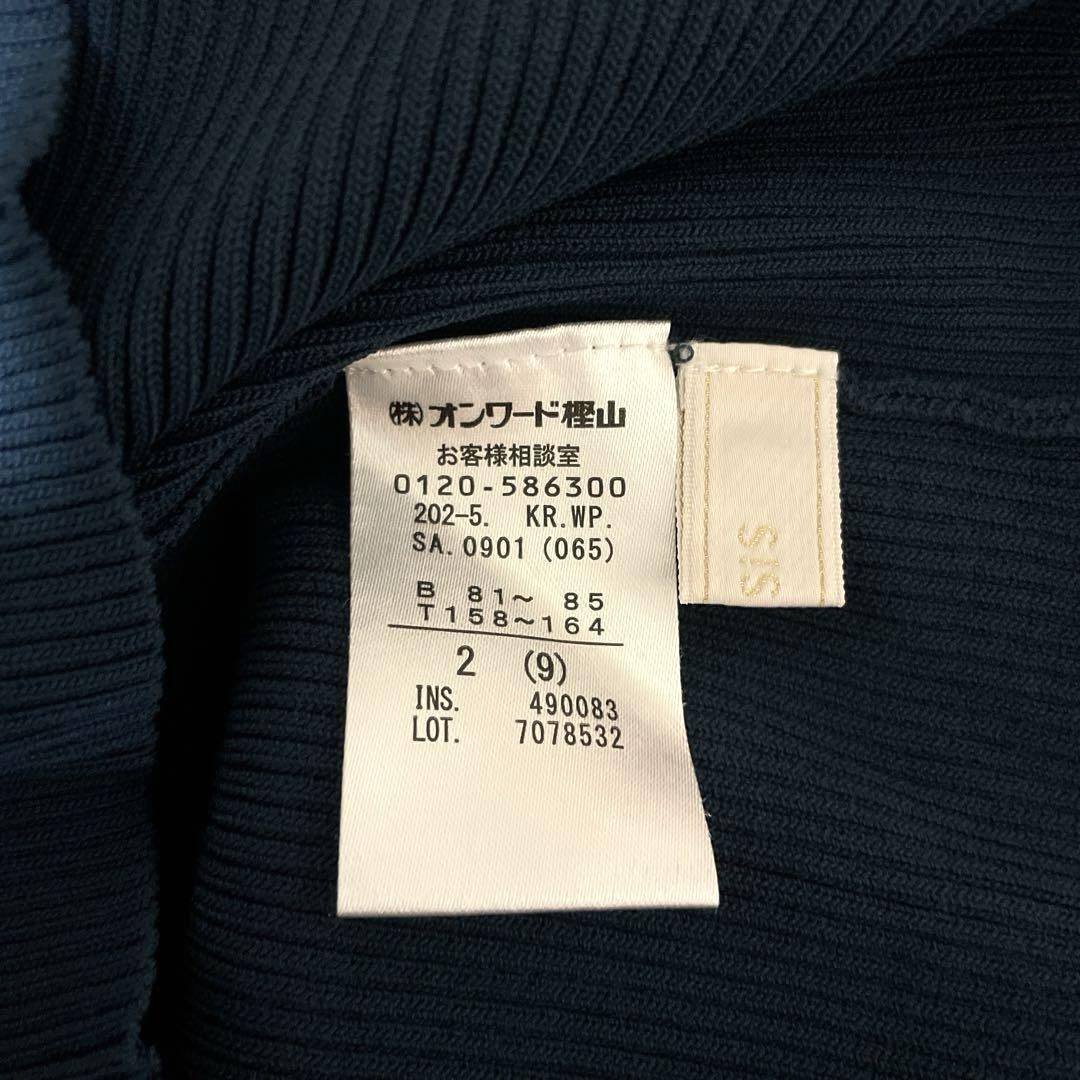 ㈱オンワード樫山
お客様相談室
0120-586300
202-5. KR.WP.
SA.0901(065)
B 81〜 85
T158〜164
2 (9)
INS. 490083
LOT. 7078532
sis